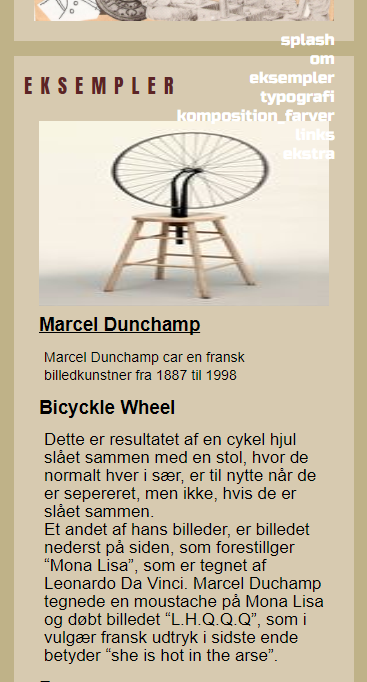 splash
om
eksempler
typografi
komposition_farver
links
ekstra
EKSEMPLER
Marcel Dunchamp
Marcel Dunchamp car en fransk
billedkunstner fra 1887 til 1998
Bicyckle Wheel
Dette er resultatet af en cykel hjul
slået sammen med en stol, hvor de
normalt hver i sær, er til nytte når de
er sepereret, men ikke, hvis de er
slået sammen.
Et andet af hans billeder, er billedet
nederst på siden, som forestillger
“Mona Lisa”, som er tegnet af
Leonardo Da Vinci. Marcel Duchamp
tegnede en moustache på Mona Lisa
og døbt billedet “L.H.Q.Q.Q”, som i
vulgær fransk udtryk i sidste ende
betyder “she is hot in the arse”.